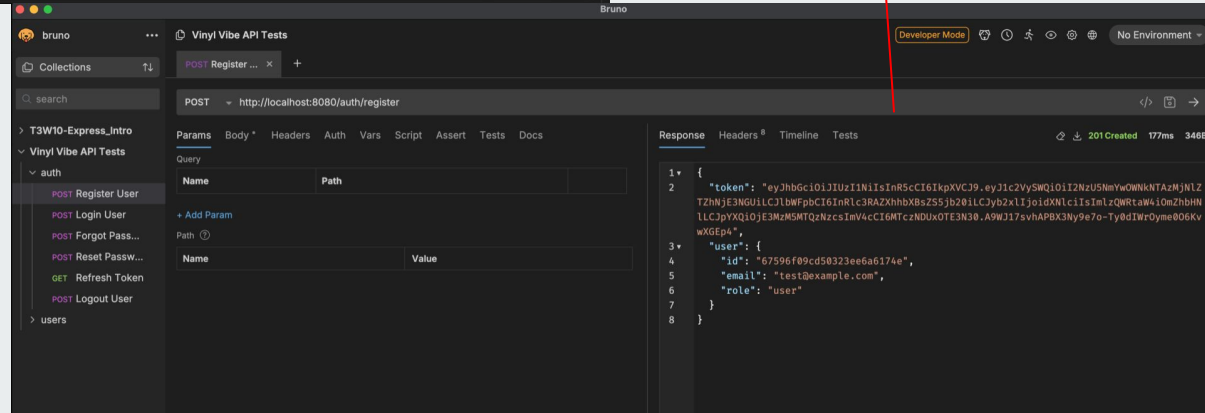 Bruno
bruno
Vinyl Vibe API Tests
Developer Mode
No Environment
Collections
POST Register ...
search
POST http://localhost:8080/auth/register
T3W10-Express_Intro
Vinyl Vibe API Tests
auth
POST Register User
POST Login User
POST Forgot Pass...
POST Reset Passw...
GET Refresh Token
POST Logout User
users
Params Body Headers Auth Vars Script Assert Tests Docs
Query
Name Path
+ Add Param
Path
Name Value
Response Headers 8 Timeline Tests
201 Created 177ms 346B
1 {
2 "token": "eyJhbGciOiJIUzI1NiIsInR5cCI6IkpXVCJ9.eyJ1c2VySWQiOiI2NzU5NmYwOWNkNTAzMjNlZ
TZhNjE3NGUiLCJlbWFpbCI6InRlc3RAZXhhbXBsZS5jb20iLCJyb2xlIjoidXNlciIsImlzQWRtaW4iOmZhbHN
lLCJpYXQiOjE3MzM5MTQzNzcsImV4cCI6MTczNDUxOTE3N30.A9WJ17svhAPBX3Ny9e7o-Ty0dIWrOyme0O6Kv
wXGEp4",
3 "user": {
4 "id": "67596f09cd50323ee6a6174e",
5 "email": "test@example.com",
6 "role": "user"
7 }
8 }